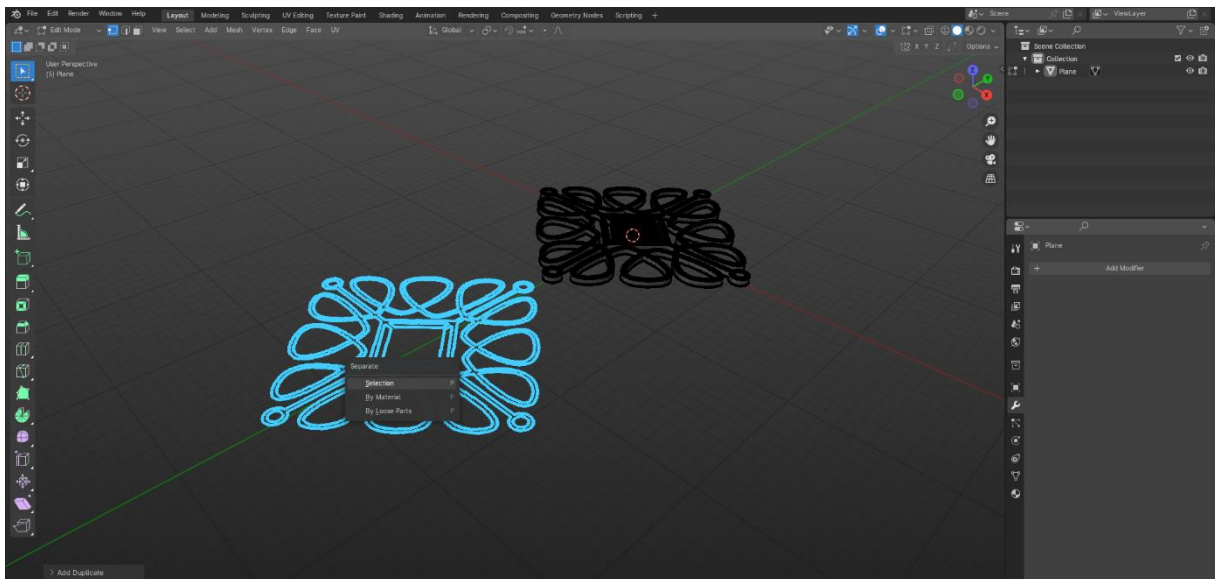 File Edit Render Window Help Layout Modeling Sculpting UV Editing Texture Paint Shading Animation Rendering Compositing Geometry Nodes Scripting + Scene ViewLayer
Edit Mode View Select Add Mesh Vertex Edge Face UV Global
X Y Z Options
User Perspective
(5) Plane
Z
Y
X
Scene Collection
Collection
Plane
Plane
+ Add Modifier
Separate
Selection P
By Material P
By Loose Parts P
> Add Duplicate